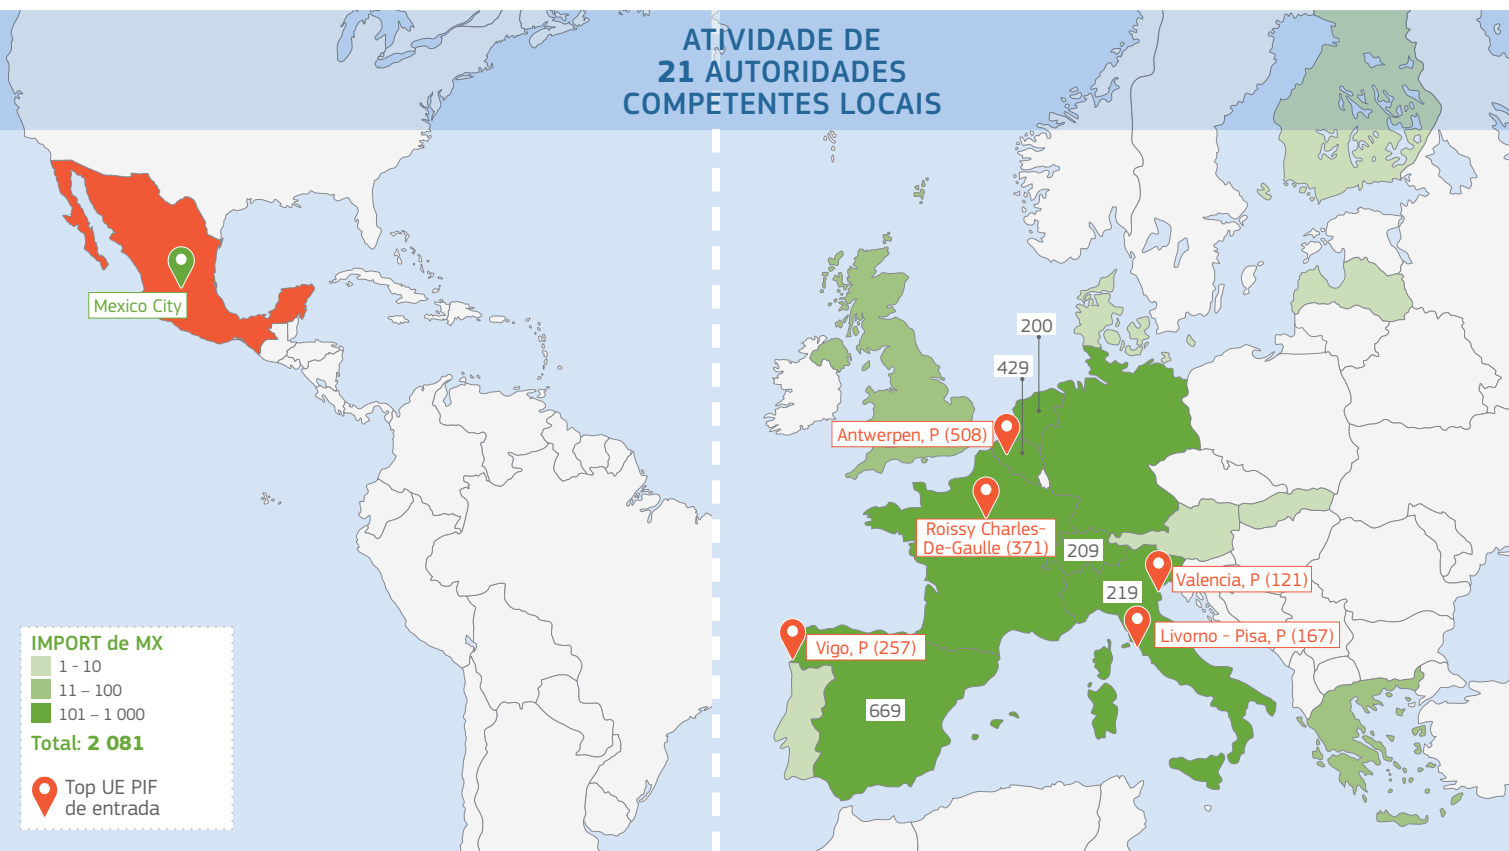 ATIVIDADE DE
21 AUTORIDADES
COMPETENTES LOCAIS
Mexico City
200
429
Antwerpen, P (508)
Roissy Charles-
De-Gaulle (371)
209
Valencia, P (121)
219
Livorno - Pisa, P (167)
Vigo, P (257)
669
IMPORT de MX
1 - 10
11 – 100
101 – 1 000
Total: 2 081
Top UE PIF
de entrada